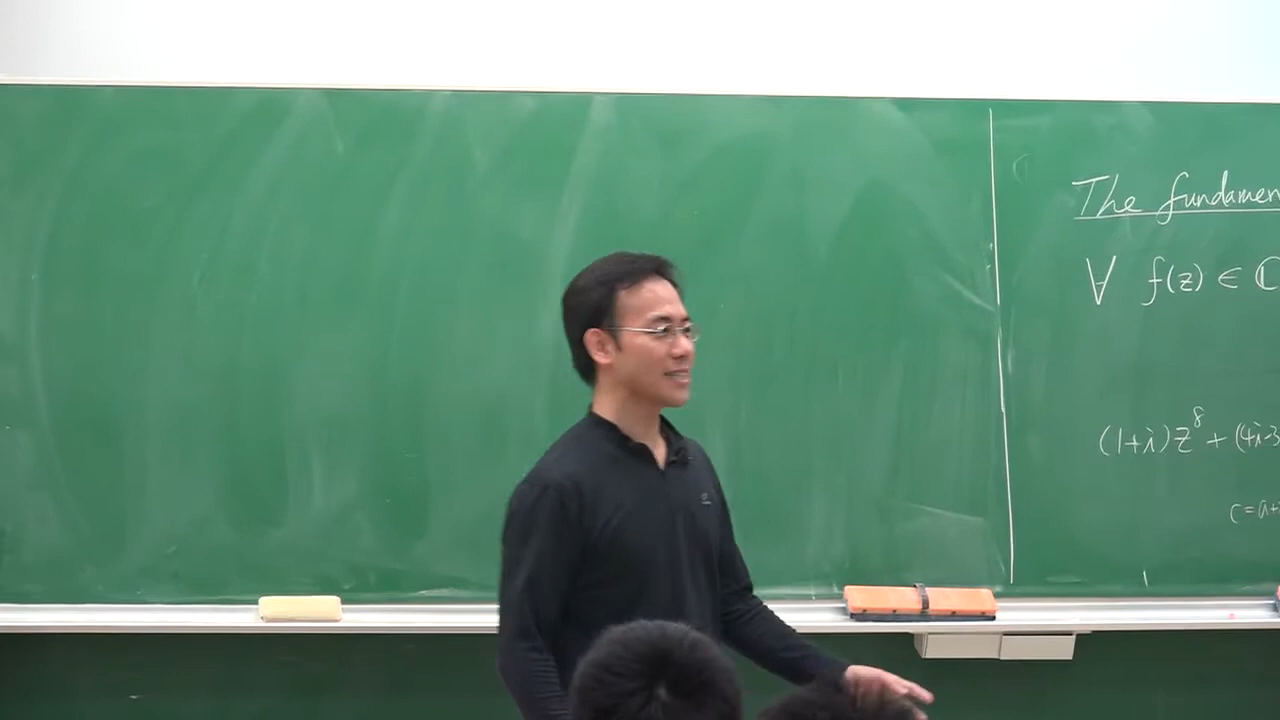 The fundamen
∀ f(z) ∈ ℂ
(1+i)z⁸ + (4i-3
c = a+